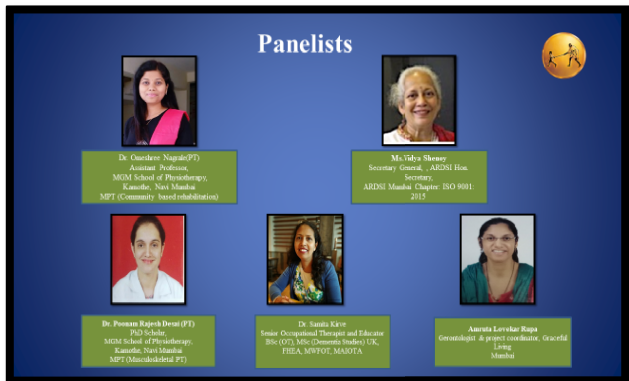 Panelists
Dr. Omeshree Nagrale(PT)
Assistant Professor,
MGM School of Physiotherapy,
Kamothe, Navi Mumbai
MPT (Community based rehabilitation)
Ms.Vidya Shenoy
Secretary General, , ARDSI Hon
Secretary,
ARDSI Mumbai Chapter: ISO 9001:
2015
Dr. Poonam Rajesh Desai (PT)
PhD Scholar,
MGM School of Physiotherapy,
Kamothe, Navi Mumbai
MPT (Musculoskeletal PT)
Dr. Kirve
Senior Occupational Therapist and Educator
BSc (OT), MSc (Dementia Studies) UK,
FHEA, MWFOT, MAIOTA
Amruta Lovekar Rupa
Gerontologist & project coordinator, Graceful
Living
Mumbai